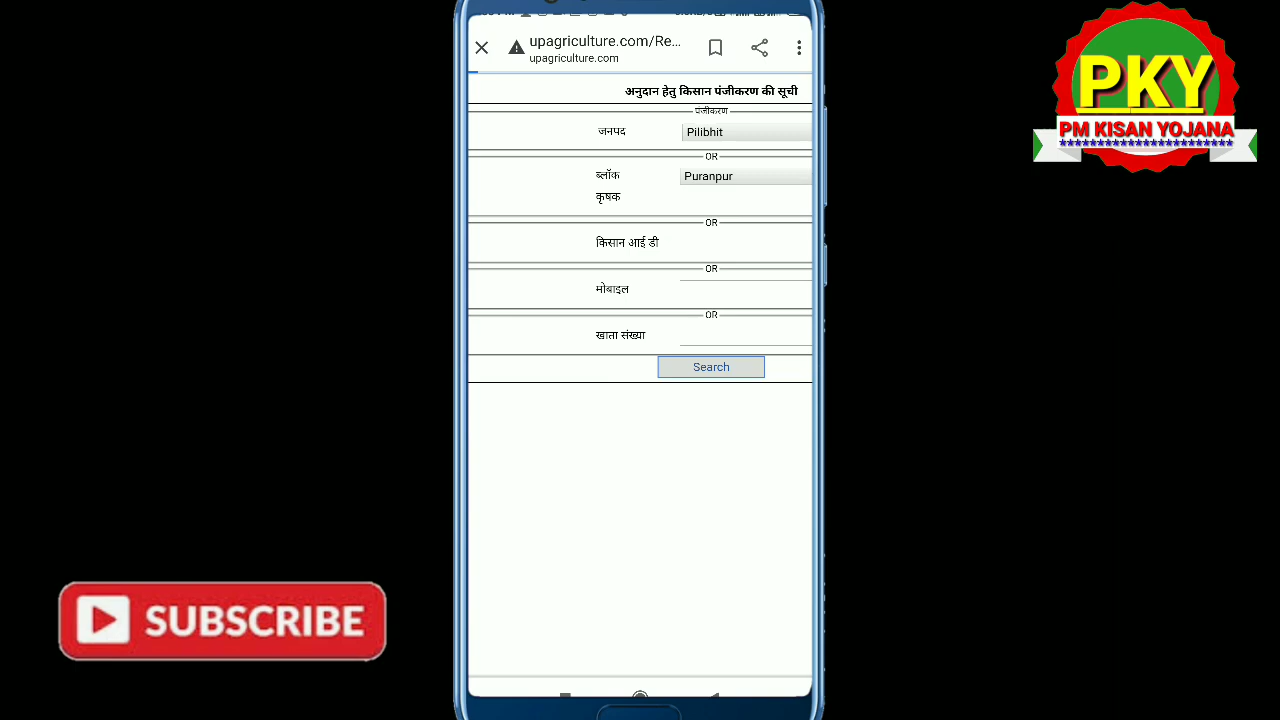 upagriculture.com/Re...
upagriculture.com
अनुदान हेतु किसान पंजीकरण की सूची
पंजीकरण
जनपद Pilibhit
OR
ब्लॉक Puranpur
कृषक
OR
किसान आई डी
OR
मोबाइल
OR
खाता संख्या
Search
PKY
PM KISAN YOJANA
SUBSCRIBE